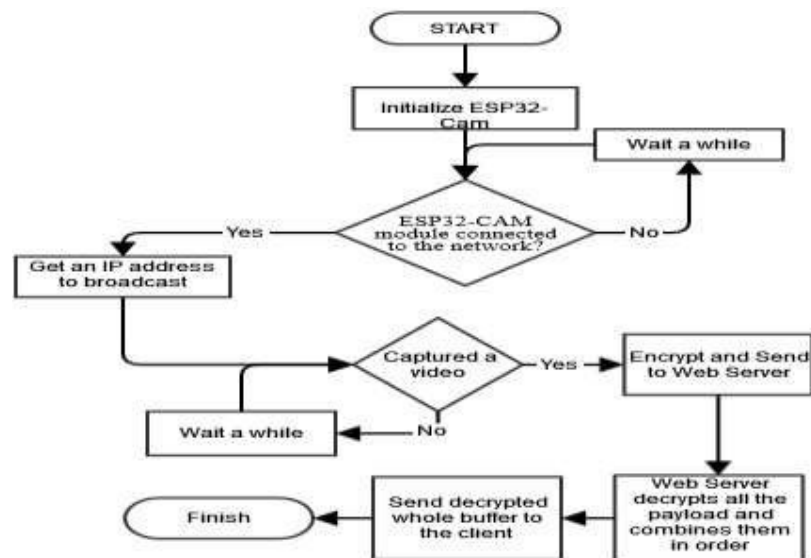 START
Initialize ESP32-
Cam
Wait a while
ESP32-CAM
module connected
to the network?
Yes
No
Get an IP address
to broadcast
Captured a
video
Yes
Encrypt and Send
to Web Server
No
Wait a while
Web Server
decrypts all the
payload and
combines them
in order
Send decrypted
whole buffer to
the client
Finish